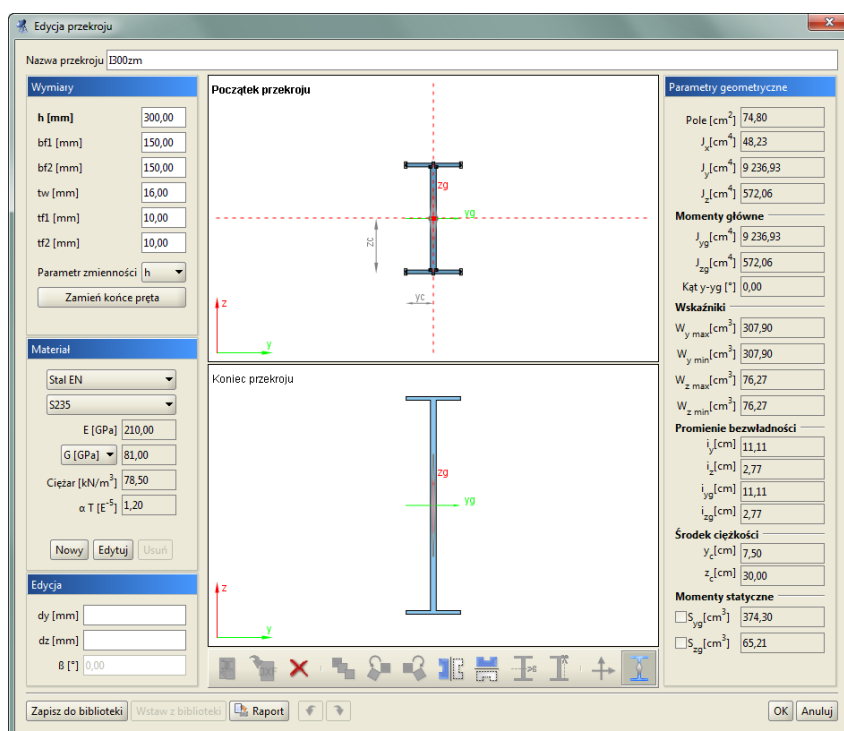 Edycja przekroju
Nazwa przekroju I300zm
Wymiary
h [mm] 300,00
bf1 [mm] 150,00
bf2 [mm] 150,00
tw [mm] 16,00
tf1 [mm] 10,00
tf2 [mm] 10,00
Parametr zmienności h
Zamień końce pręta
Materiał
Stal EN
S235
E [GPa] 210,00
G [GPa] 81,00
Ciężar [kN/m³] 78,50
α T [E⁻⁵] 1,20
Nowy Edytuj Usuń
Edycja
dy [mm]
dz [mm]
ß [°] 0,00
Początek przekroju
zg
yg
zc
yc
z
y
Koniec przekroju
zg
yg
z
y
DXF
Parametry geometryczne
Pole [cm²] 74,80
Jx[cm⁴] 48,23
Jy[cm⁴] 9 236,93
Jz[cm⁴] 572,06
Momenty główne
Jyg[cm⁴] 9 236,93
Jzg[cm⁴] 572,06
Kąt y-yg [°] 0,00
Wskaźniki
Wy max[cm³] 307,90
Wy min[cm³] 307,90
Wz max[cm³] 76,27
Wz min[cm³] 76,27
Promienie bezwładności
iy[cm] 11,11
iz[cm] 2,77
iyg[cm] 11,11
izg[cm] 2,77
Środek ciężkości
yc[cm] 7,50
zc[cm] 30,00
Momenty statyczne
Syg[cm³] 374,30
Szg[cm³] 65,21
Zapisz do biblioteki Wstaw z biblioteki Raport OK Anuluj